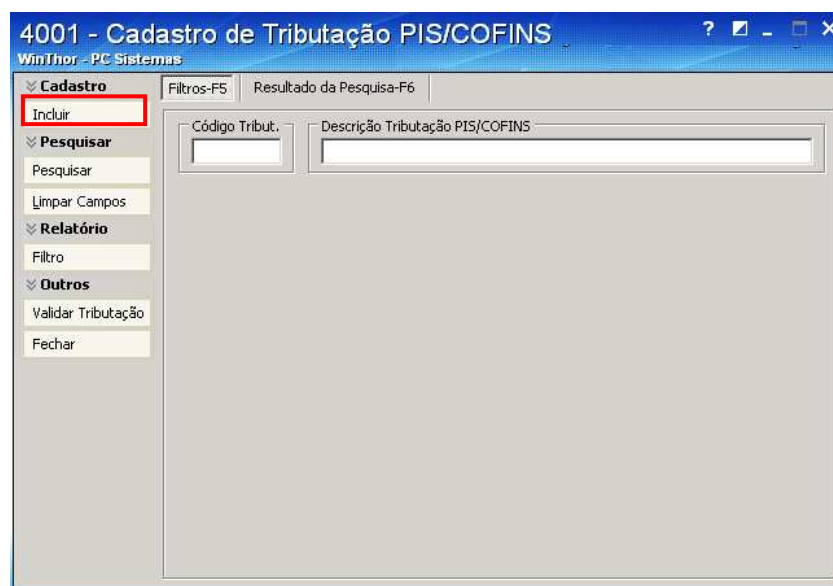 4001 - Cadastro de Tributação PIS/COFINS
WinThor - PC Sistemas
Cadastro
Incluir
Pesquisar
Pesquisar
Limpar Campos
Relatório
Filtro
Outros
Validar Tributação
Fechar
Filtros-F5 Resultado da Pesquisa-F6
Código Tribut. Descrição Tributação PIS/COFINS